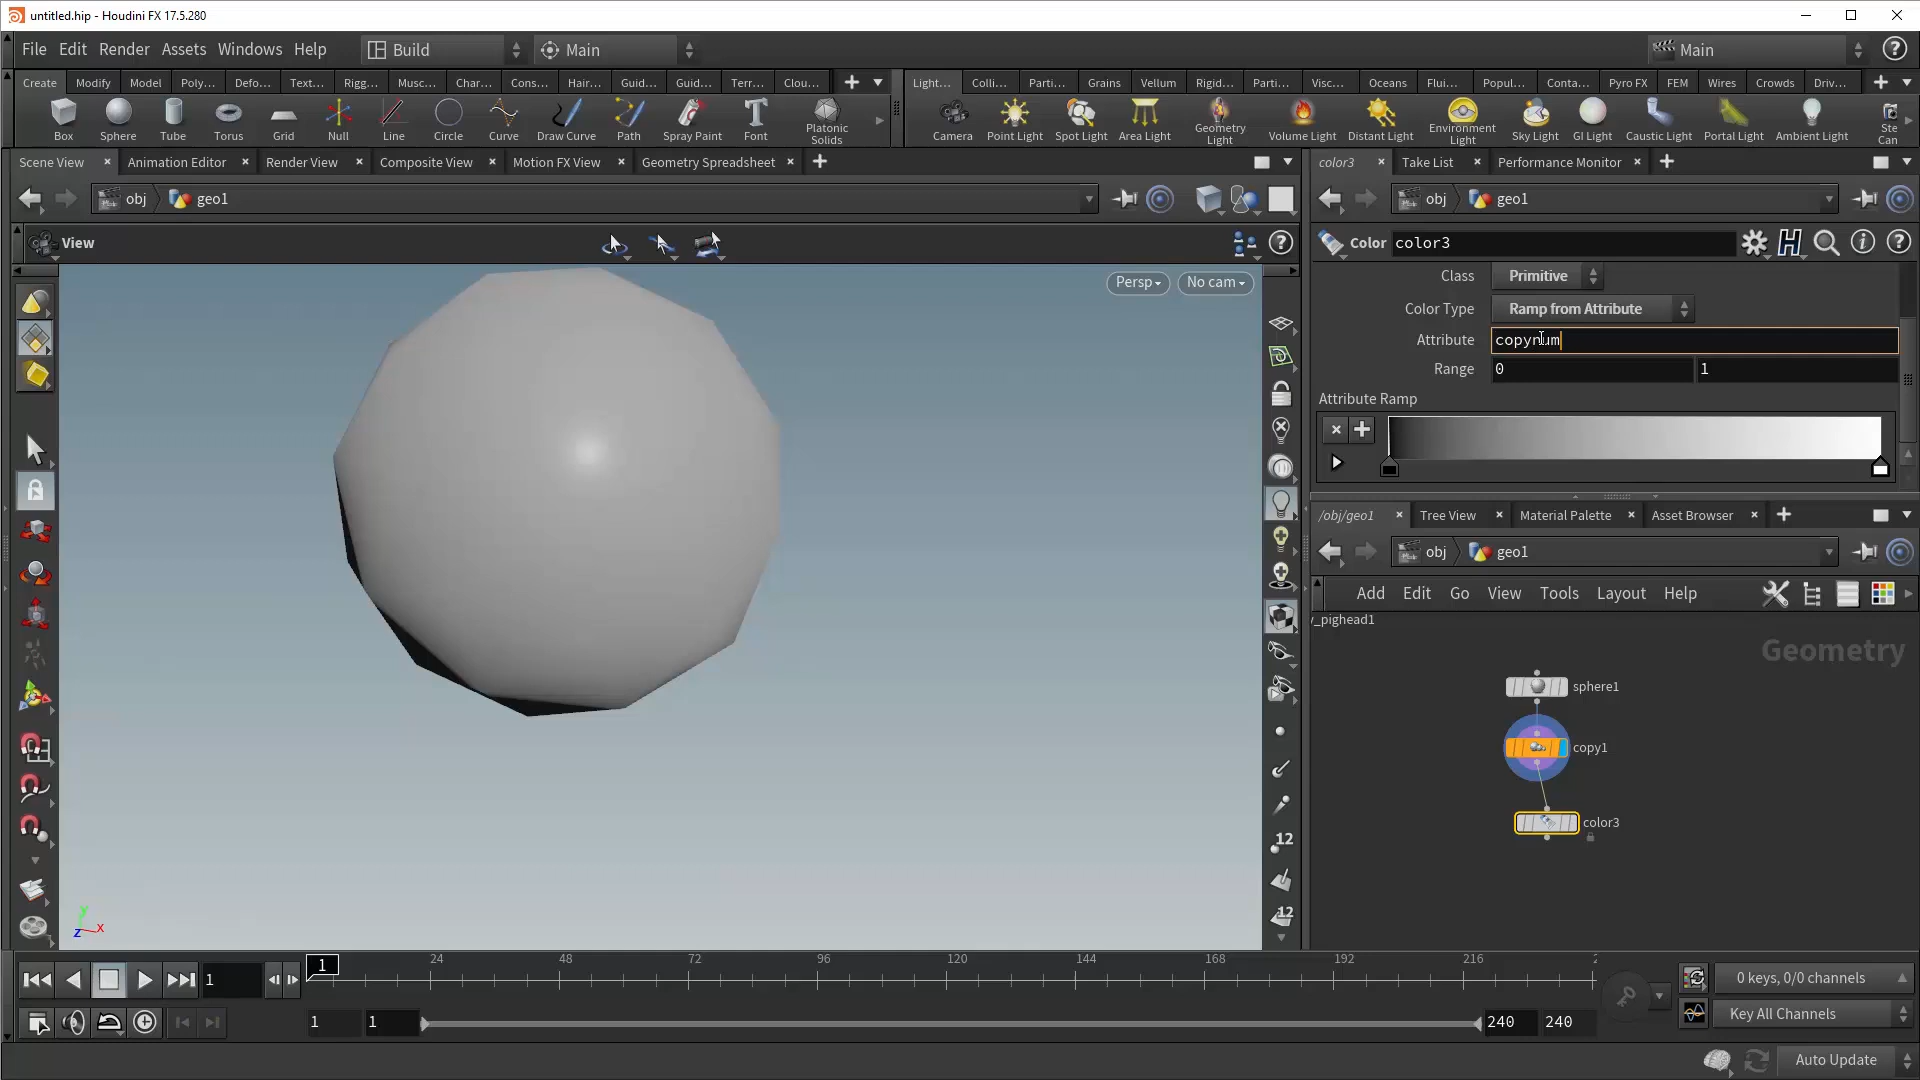 untitled.hip - Houdini FX 17.5.280
File Edit Render Assets Windows Help Build Main Main
Create Modify Model Poly... Defo... Text... Rigg... Musc... Char... Cons... Hair... Guid... Guid... Terr... Clou... Light... Colli... Parti... Grains Vellum Rigid... Parti... Visc... Oceans Flui... Popul... Conta... Pyro FX FEM Wires Crowds Driv...
Box Sphere Tube Torus Grid Null Line Circle Curve Draw Curve Path Spray Paint Font Platonic Solids Camera Point Light Spot Light Area Light Geometry Light Volume Light Distant Light Environment Light Sky Light GI Light Caustic Light Portal Light Ambient Light Ste Can
Scene View Animation Editor Render View Composite View Motion FX View Geometry Spreadsheet color3 Take List Performance Monitor
obj geo1 obj geo1
View Color color3
Persp No cam
Class Primitive
Color Type Ramp from Attribute
Attribute copynum
Range 0 1
Attribute Ramp
/obj/geo1 Tree View Material Palette Asset Browser
obj geo1
Add Edit Go View Tools Layout Help
_pighead1
Geometry
sphere1
copy1
color3
12
12
y
z x
1 1 24 48 72 96 120 144 168 192 216 0 keys, 0/0 channels
1 1 240 240 Key All Channels
Auto Update